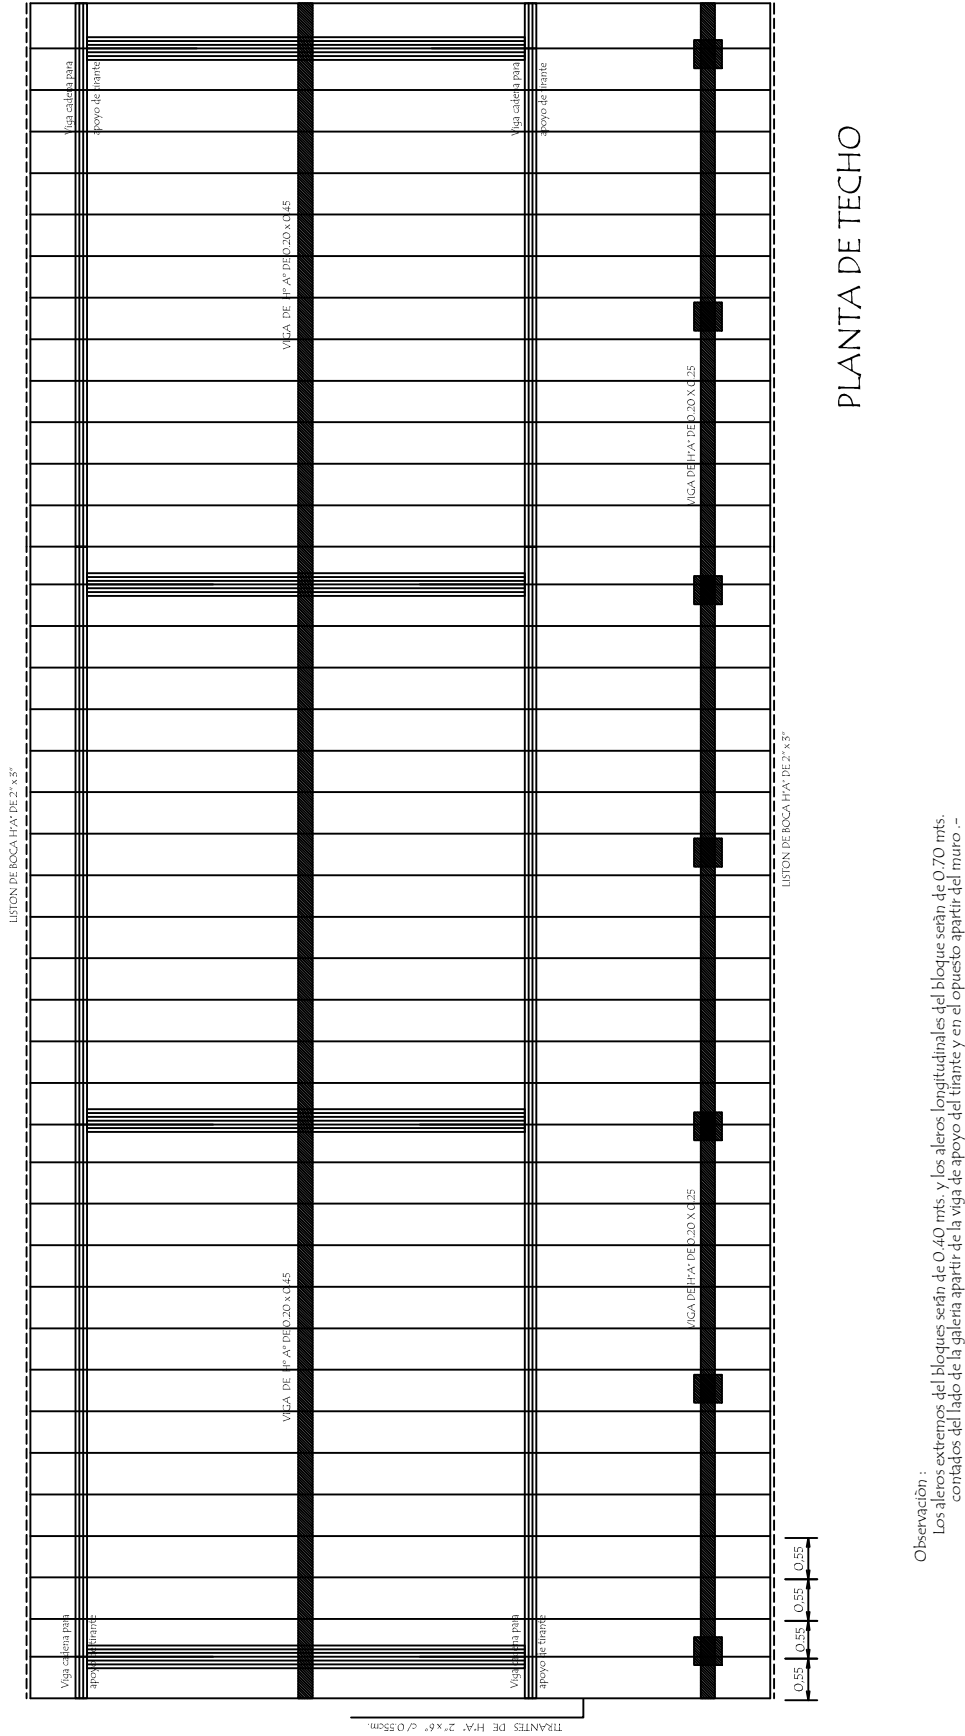 PLANTA DE TECHO
LISTON DE BOCA H°A° DE 2" x 3"
Viga cadena para
apoyo de tirante
Viga cadena para
apoyo de tirante
VIGA DE H° A° DE 0.20 x 0.45
VIGA DE H°A° DE 0.20 X 0.25
VIGA DE H° A° DE 0.20 x 0.45
VIGA DE H°A° DE 0.20 X 0.25
Viga cadena para
apoyo de tirante
Viga cadena para
apoyo de tirante
LISTON DE BOCA H°A° DE 2" x 3"
TIRANTES DE H°A° 2"x6" c/0.55cm.
0,55
0.55
0,55
0,55
Observaciòn :
Los aleros extremos del bloques seràn de 0.40 mts. y los aleros longitudinales del bloque seràn de 0.70 mts.
contados del lado de la galeria apartir de la viga de apoyo del tirante y en el opuesto apartir del muro .-